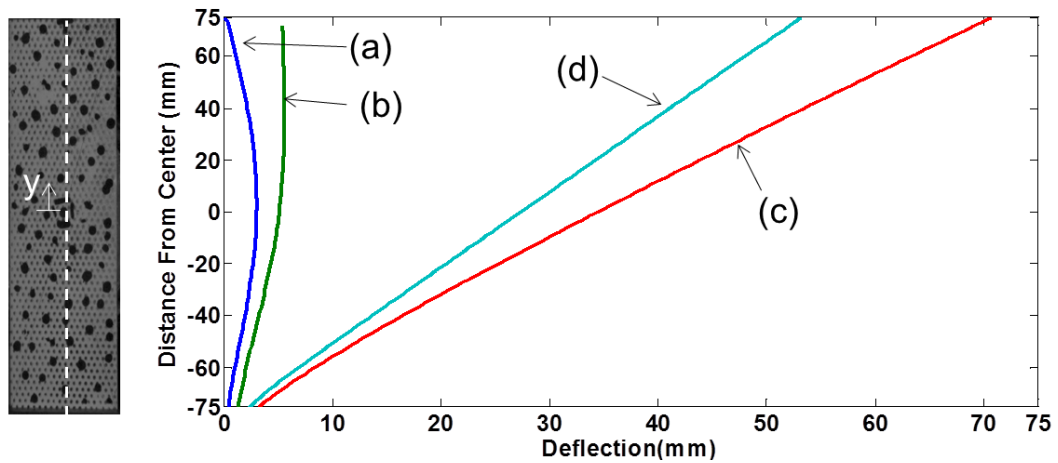 y
Distance From Center (mm)
75
60
40
20
0
-20
-40
-60
-75
(a)
(b)
(d)
(c)
0 10 20 30 40 50 60 70 75
Deflection(mm)